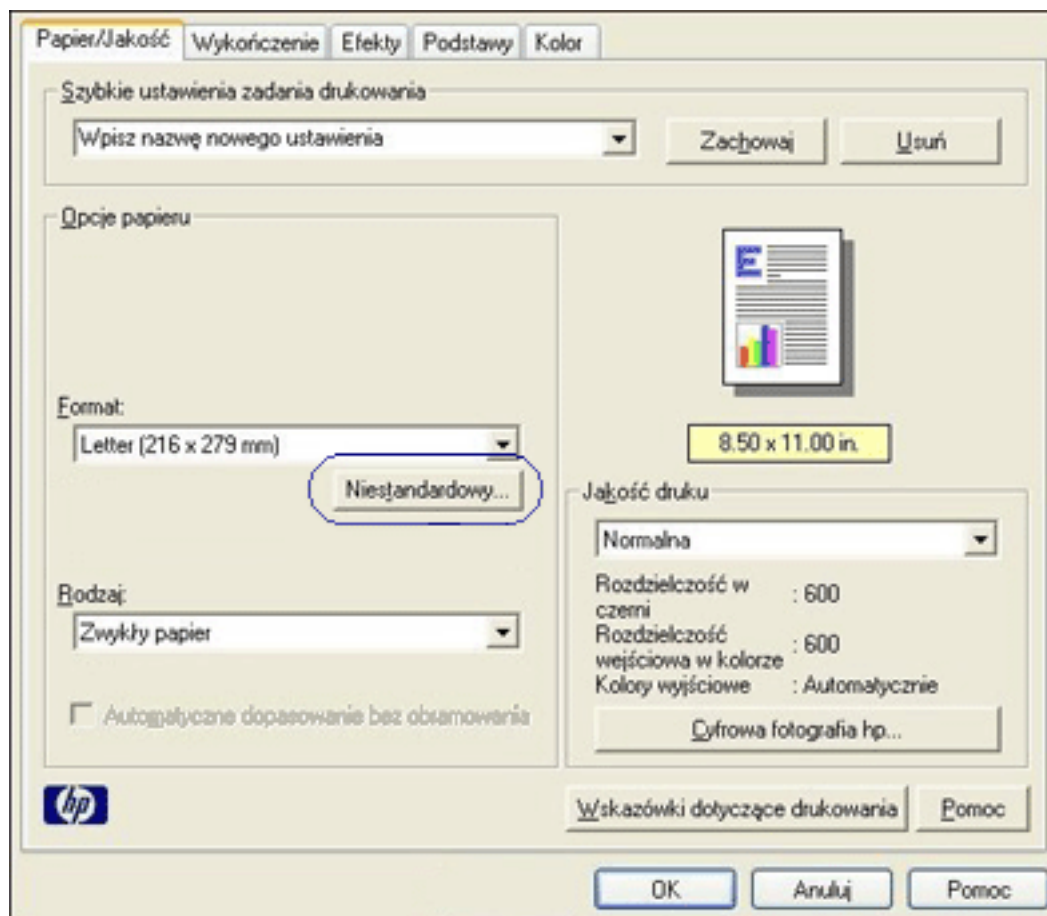 Papier/Jakość Wykończenie Efekty Podstawy Kolor
Szybkie ustawienia zadania drukowania
Wpisz nazwę nowego ustawienia Zachowaj Usuń
Opcje papieru
E
Format:
Letter (216 x 279 mm)
8.50 x 11.00 in.
Niestandardowy...
Jakość druku
Normalna
Rodzaj:
Zwykły papier
Rozdzielczość w
czerni : 600
Rozdzielczość
wejściowa w kolorze : 600
Kolory wyjściowe : Automatycznie
Automatyczne dopasowanie bez obramowania
Cyfrowa fotografia hp...
hp
Wskazówki dotyczące drukowania Pomoc
OK Anuluj Pomoc